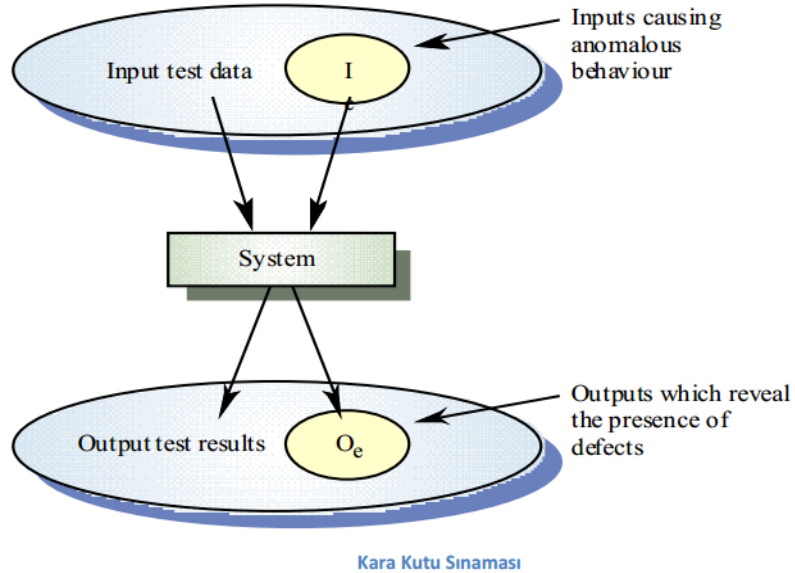 Inputs causing
anomalous
behaviour
Input test data
I
e
System
Outputs which reveal
the presence of
defects
Output test results
Oe
Kara Kutu Sınaması